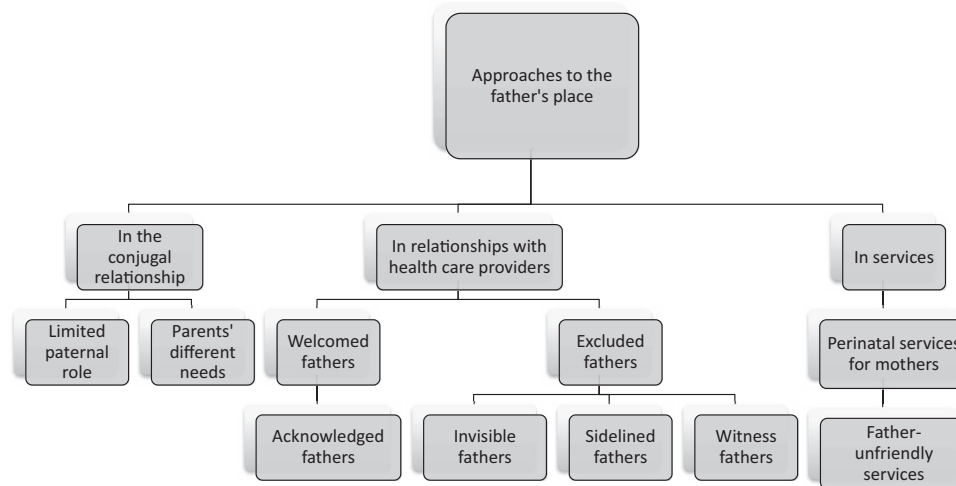 Approaches to the
father's place
In the
conjugal
relationship
In relationships with
health care providers
In services
Limited
paternal
role
Parents'
different
needs
Welcomed
fathers
Excluded
fathers
Perinatal services
for mothers
Acknowledged
fathers
Invisible
fathers
Sidelined
fathers
Witness
fathers
Father-
unfriendly
services